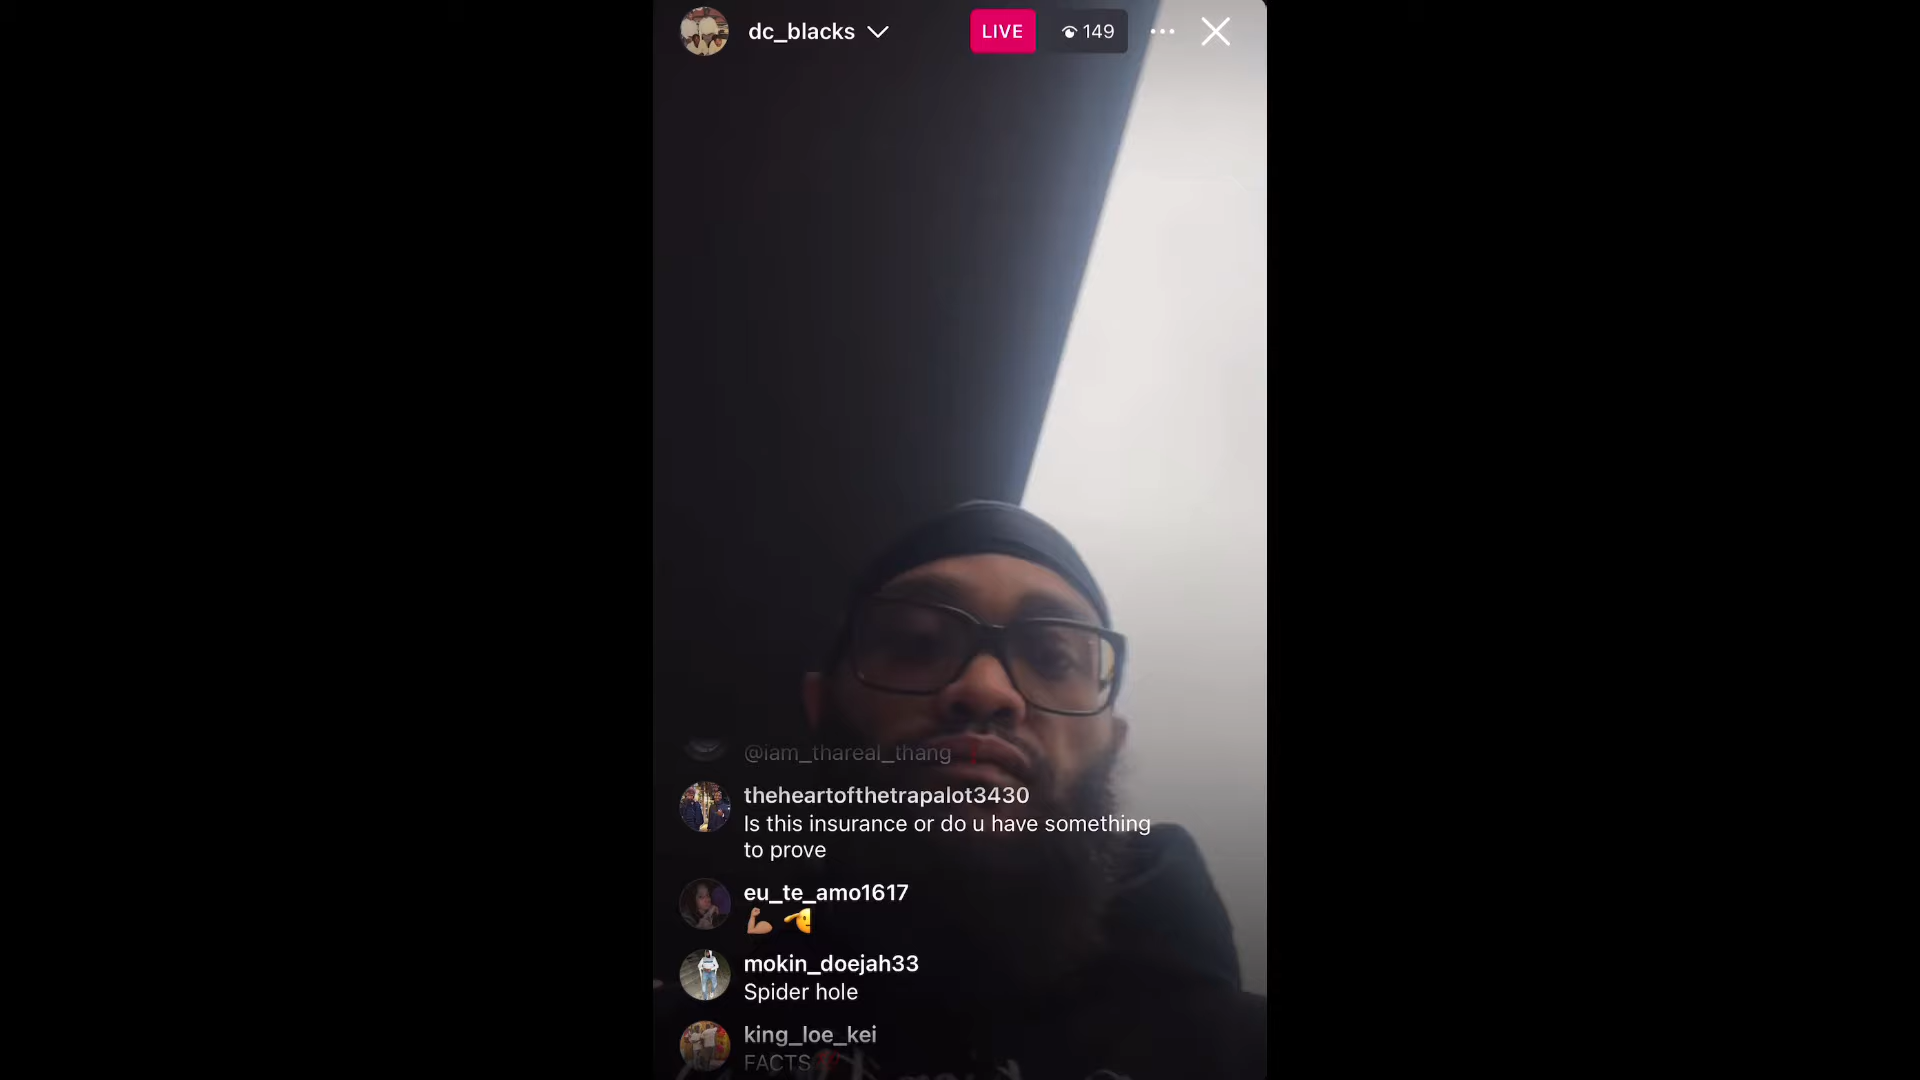 dc_blacks
LIVE
149
@iam_thareal_thang
theheartofthetrapalot3430
Is this insurance or do u have something
to prove
eu_te_amo1617
💪🏼 🫡
mokin_doejah33
Spider hole
king_loe_kei
FACTS💯